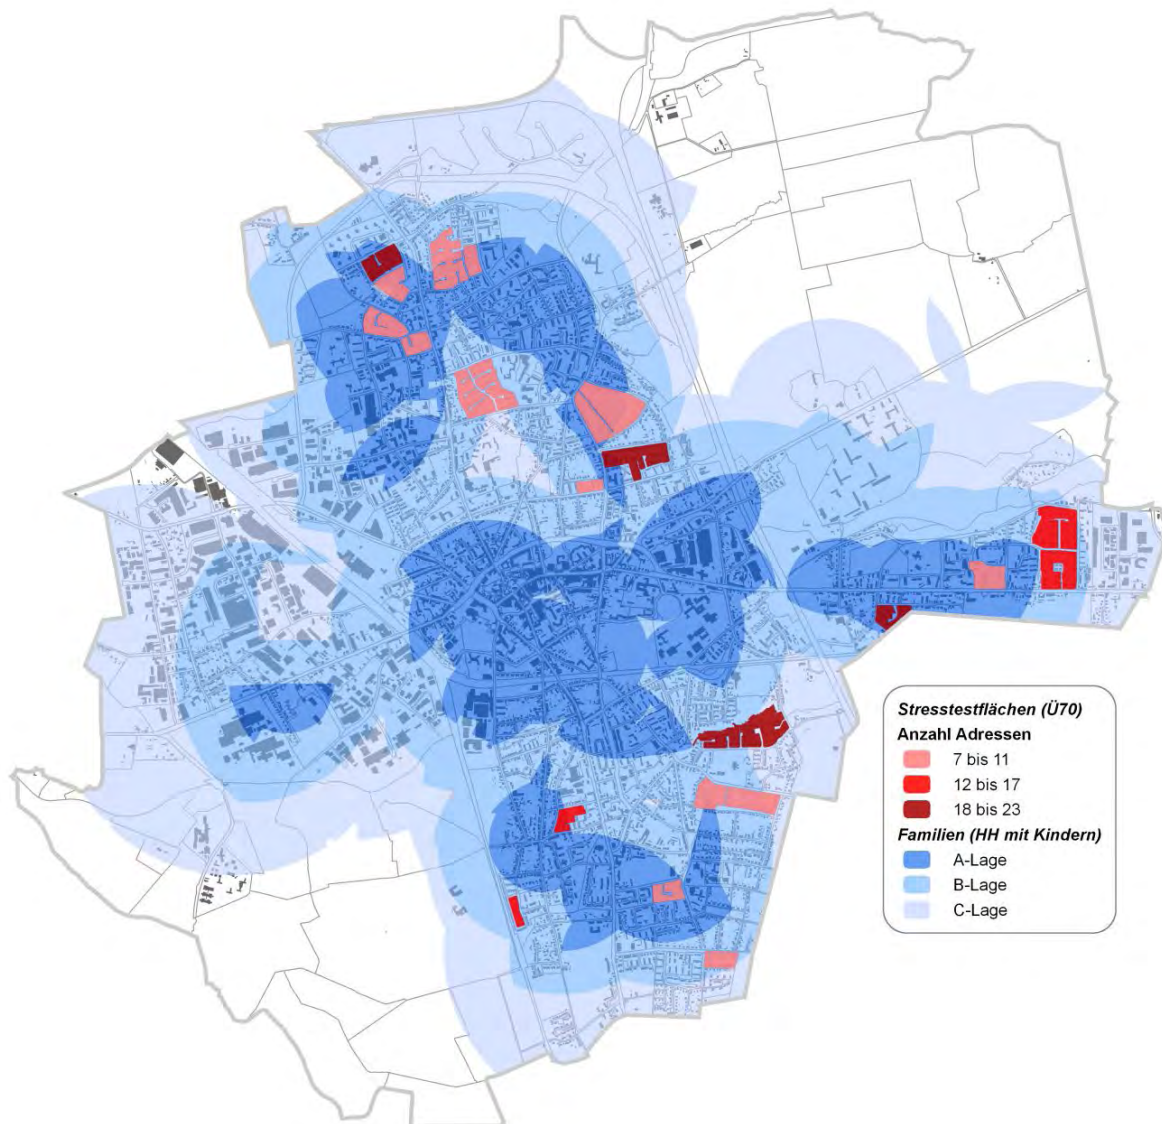 Stresstestflächen (Ü70)
Anzahl Adressen
7 bis 11
12 bis 17
18 bis 23
Familien (HH mit Kindern)
A-Lage
B-Lage
C-Lage